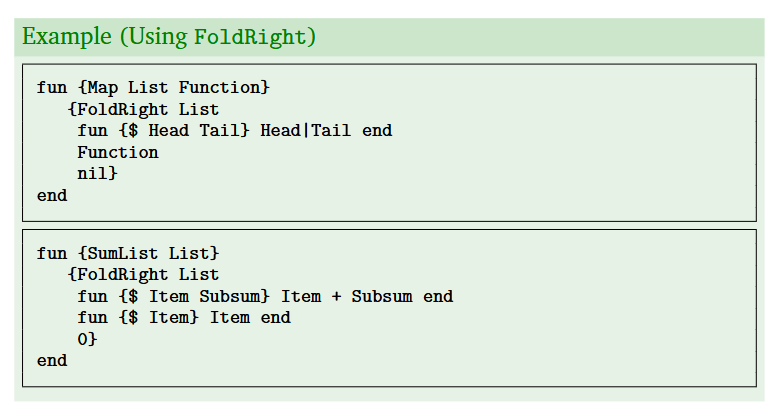 Example (Using FoldRight)
fun {Map List Function}
{FoldRight List
fun {$ Head Tail} Head|Tail end
Function
nil}
end
fun {SumList List}
{FoldRight List
fun {$ Item Subsum} Item + Subsum end
fun {$ Item} Item end
0}
end